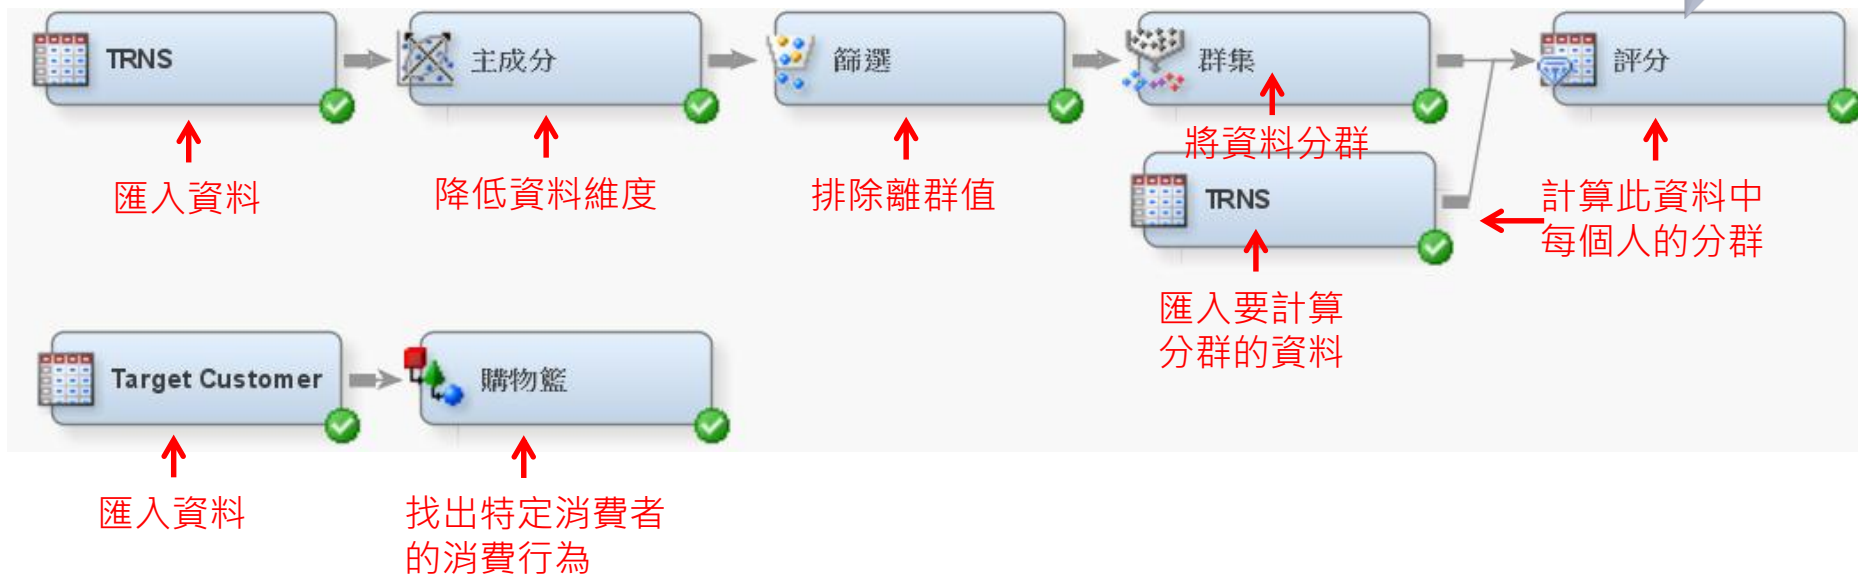 TRNS
主成分
篩選
群集
評分
匯入資料
降低資料維度
排除離群值
將資料分群
TRNS
計算此資料中
每個人的分群
匯入要計算
分群的資料
Target Customer
購物籃
匯入資料
找出特定消費者
的消費行為